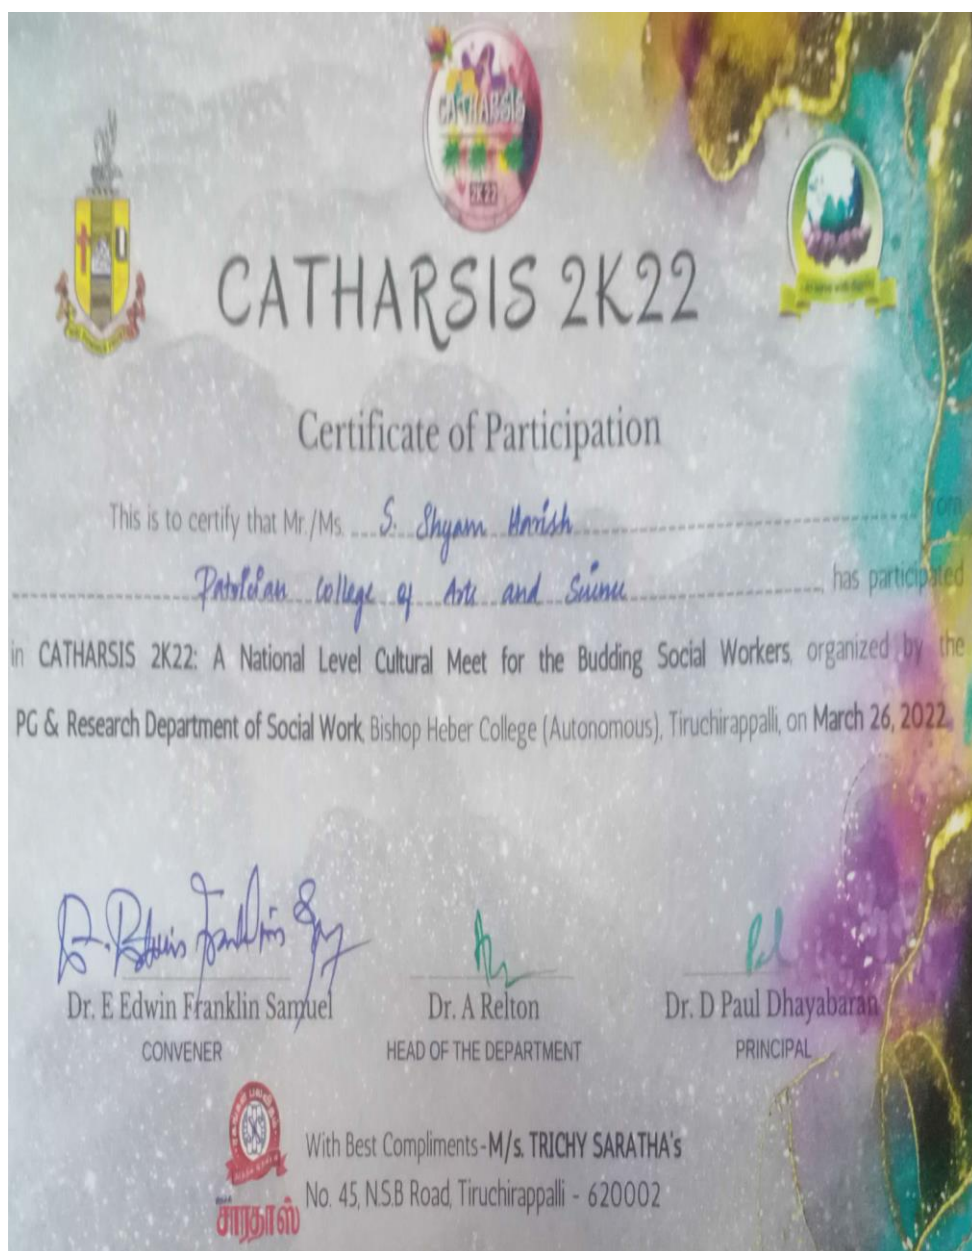 CATHARSIS
2K22
CATHARSIS 2K22
Certificate of Participation
This is to certify that Mr./Ms. S. Shyam Harish from
Patrician College of Arts and Science has participated
in CATHARSIS 2K22: A National Level Cultural Meet for the Budding Social Workers, organized by the
PG & Research Department of Social Work, Bishop Heber College (Autonomous), Tiruchirappalli, on March 26, 2022.
Dr. E Edwin Franklin Samuel
CONVENER
Dr. A Relton
HEAD OF THE DEPARTMENT
Dr. D Paul Dhayabaran
PRINCIPAL
சாரதாஸ்
With Best Compliments - M/s. TRICHY SARATHA's
No. 45, N.S.B Road, Tiruchirappalli - 620002